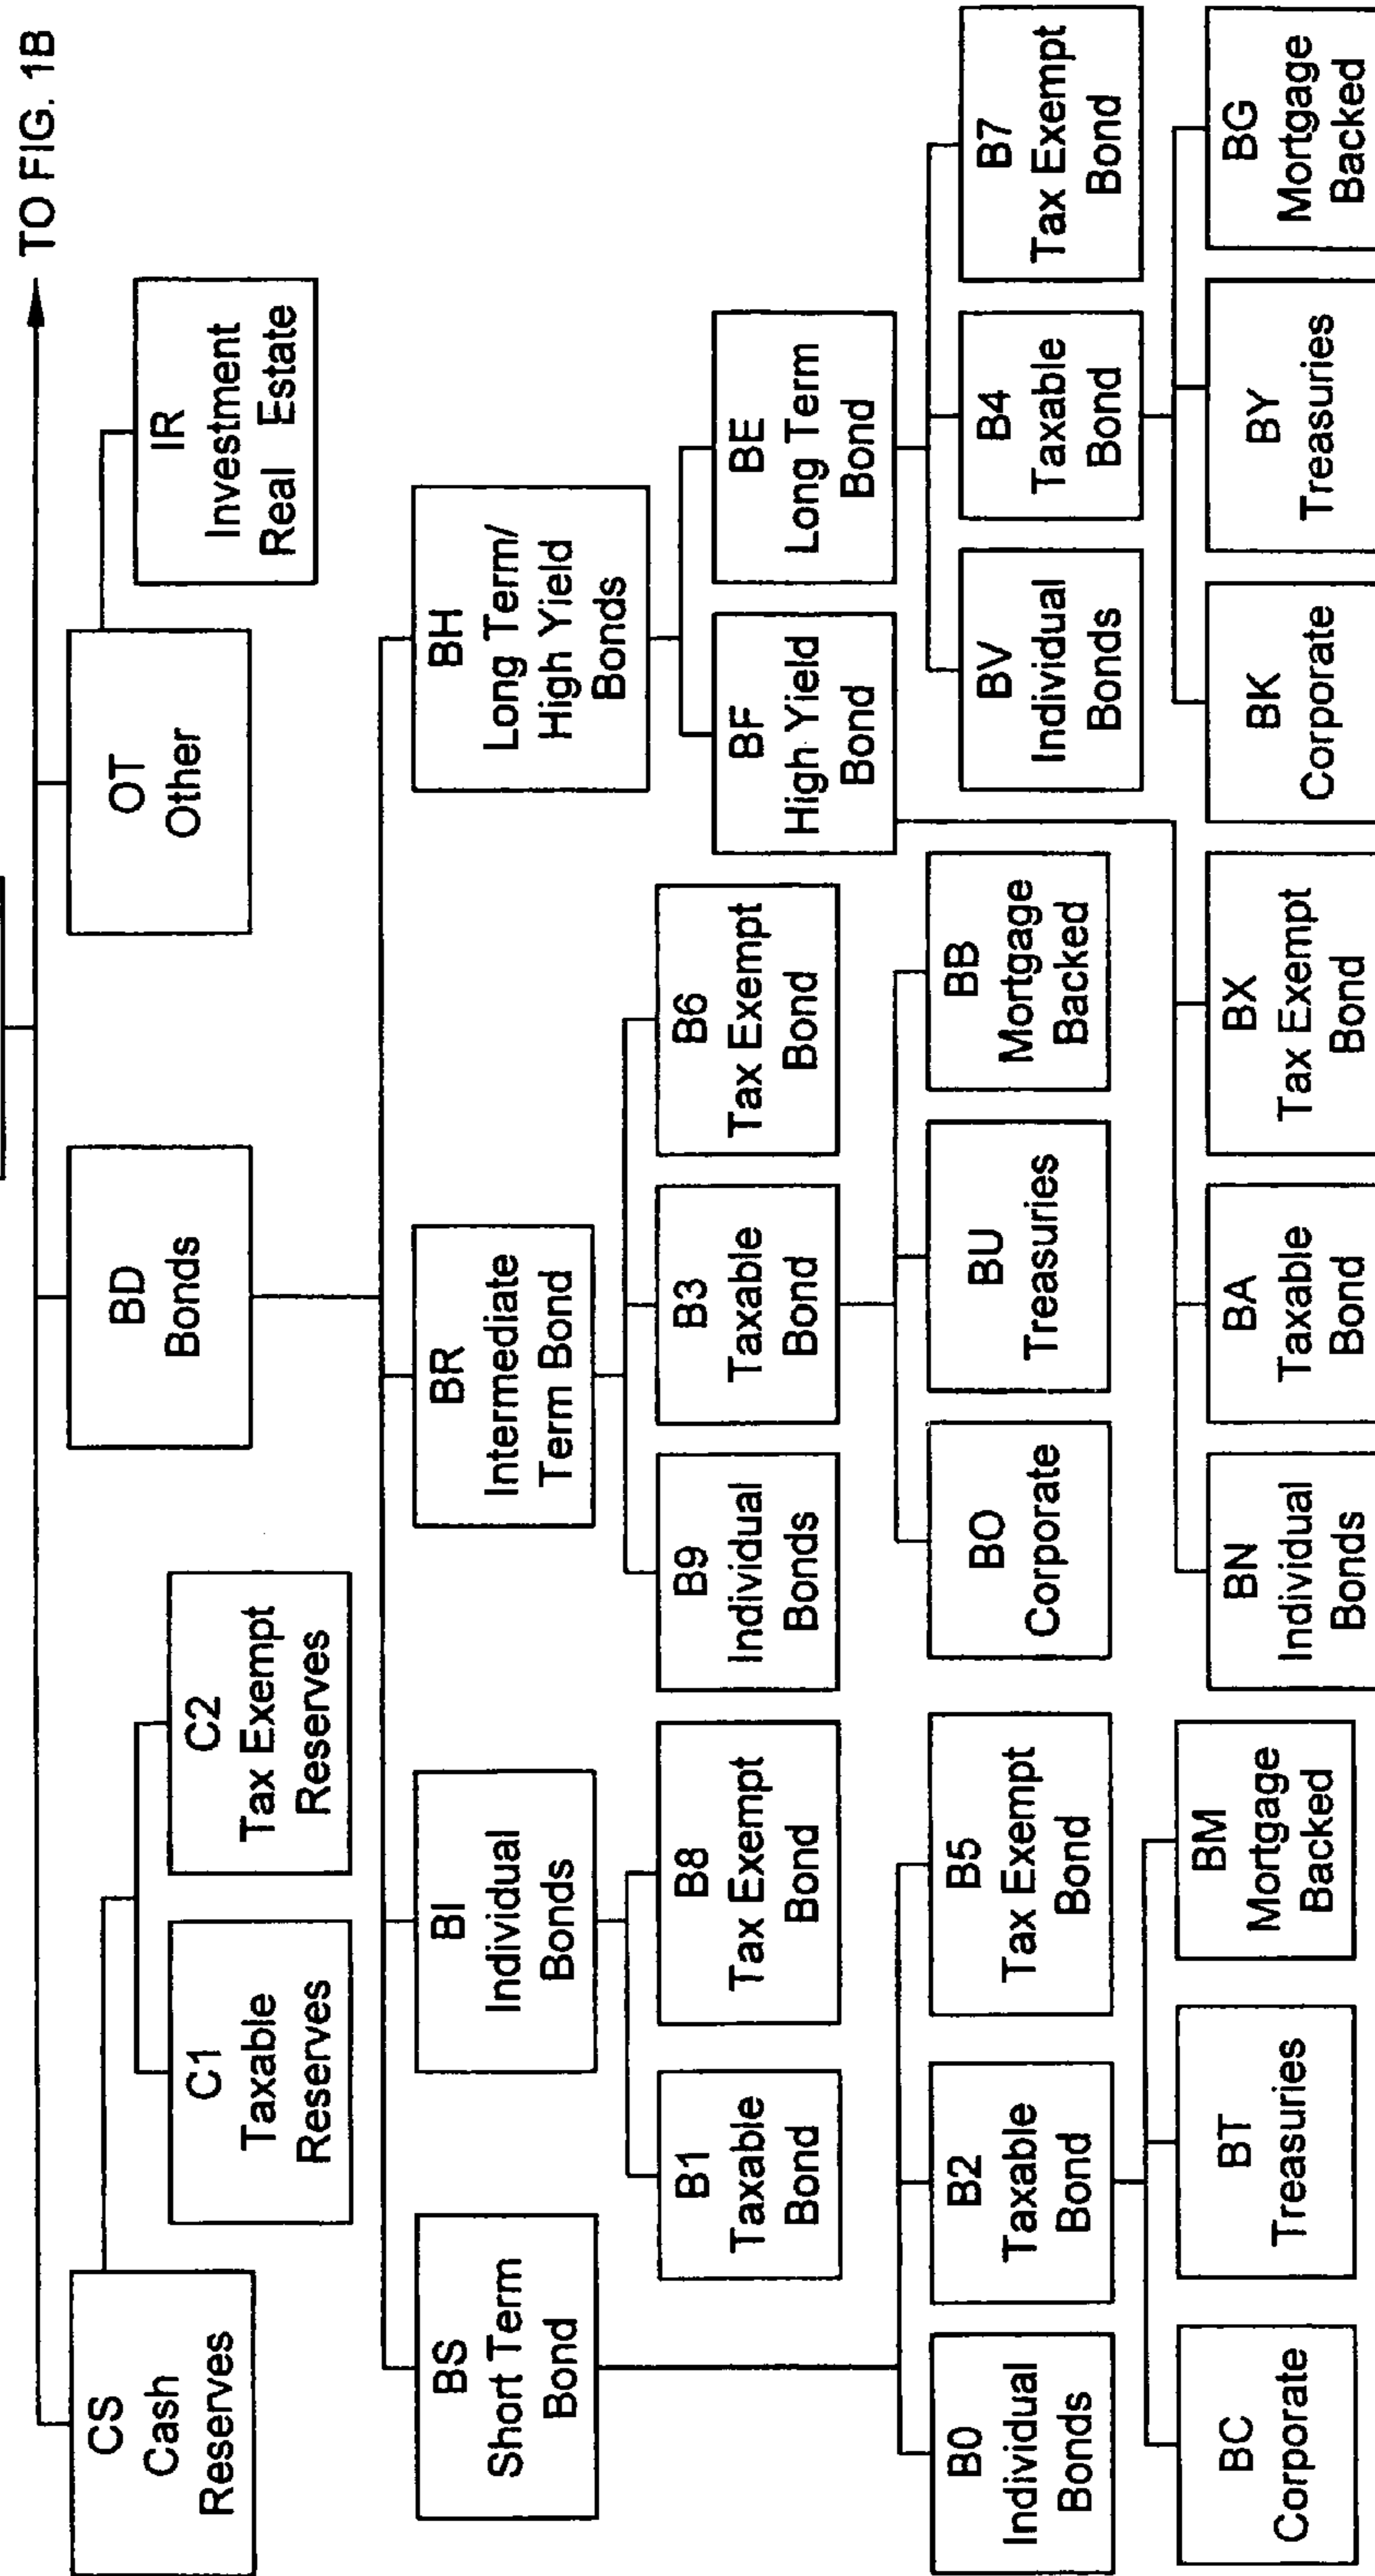 TO FIG. 1B
CS
Cash
Reserves
BD
Bonds
OT
Other
C1
Taxable
Reserves
C2
Tax Exempt
Reserves
IR
Investment
Real Estate
BS
Short Term
Bond
BI
Individual
Bonds
BR
Intermediate
Term Bond
BH
Long Term/
High Yield
Bonds
B1
Taxable
Bond
B8
Tax Exempt
Bond
B9
Individual
Bonds
B3
Taxable
Bond
B6
Tax Exempt
Bond
BF
High Yield
Bond
BE
Long Term
Bond
B0
Individual
Bonds
B2
Taxable
Bond
B5
Tax Exempt
Bond
BO
Corporate
BU
Treasuries
BB
Mortgage
Backed
BV
Individual
Bonds
B4
Taxable
Bond
B7
Tax Exempt
Bond
BC
Corporate
BT
Treasuries
BM
Mortgage
Backed
BN
Individual
Bonds
BA
Taxable
Bond
BX
Tax Exempt
Bond
BK
Corporate
BY
Treasuries
BG
Mortgage
Backed